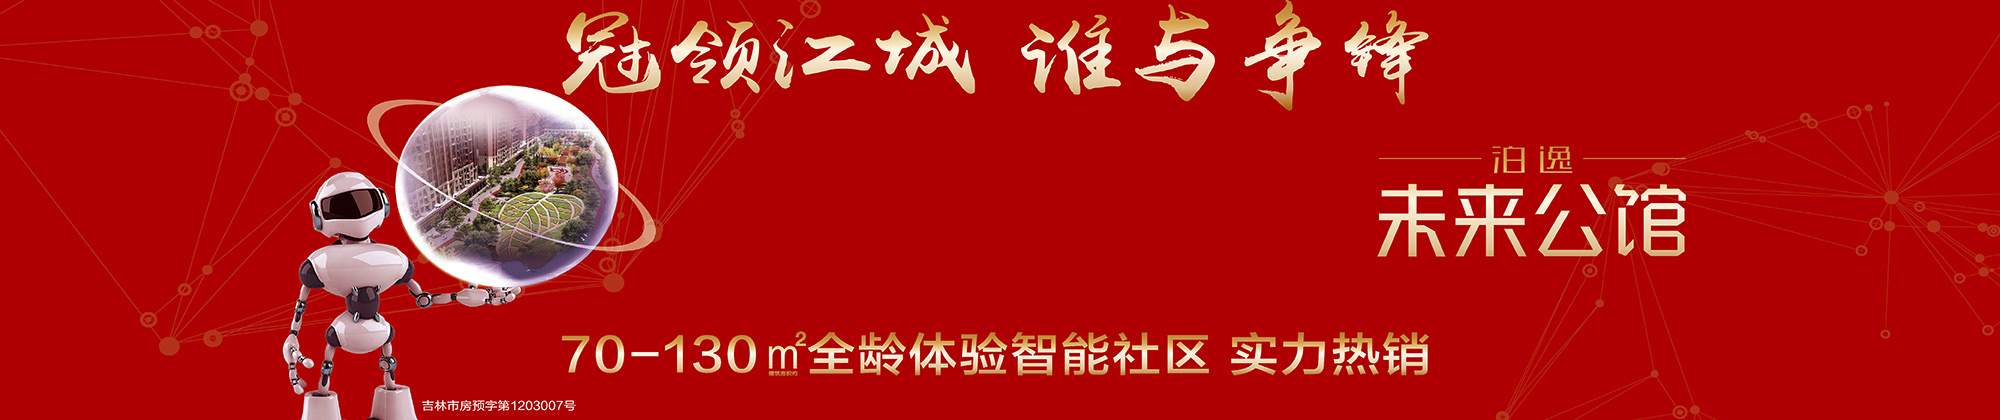 冠领江城 谁与争锋
泊逸
未来公馆
70-130㎡全龄体验智能社区 实力热销
建筑面积约
吉林市房预字第1203007号